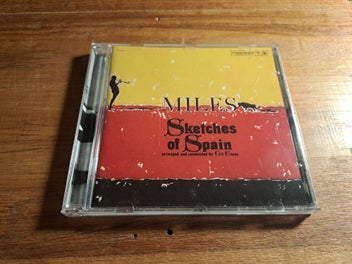 MILES
Sketches
of Spain
arranged and conducted by GIL EVANS